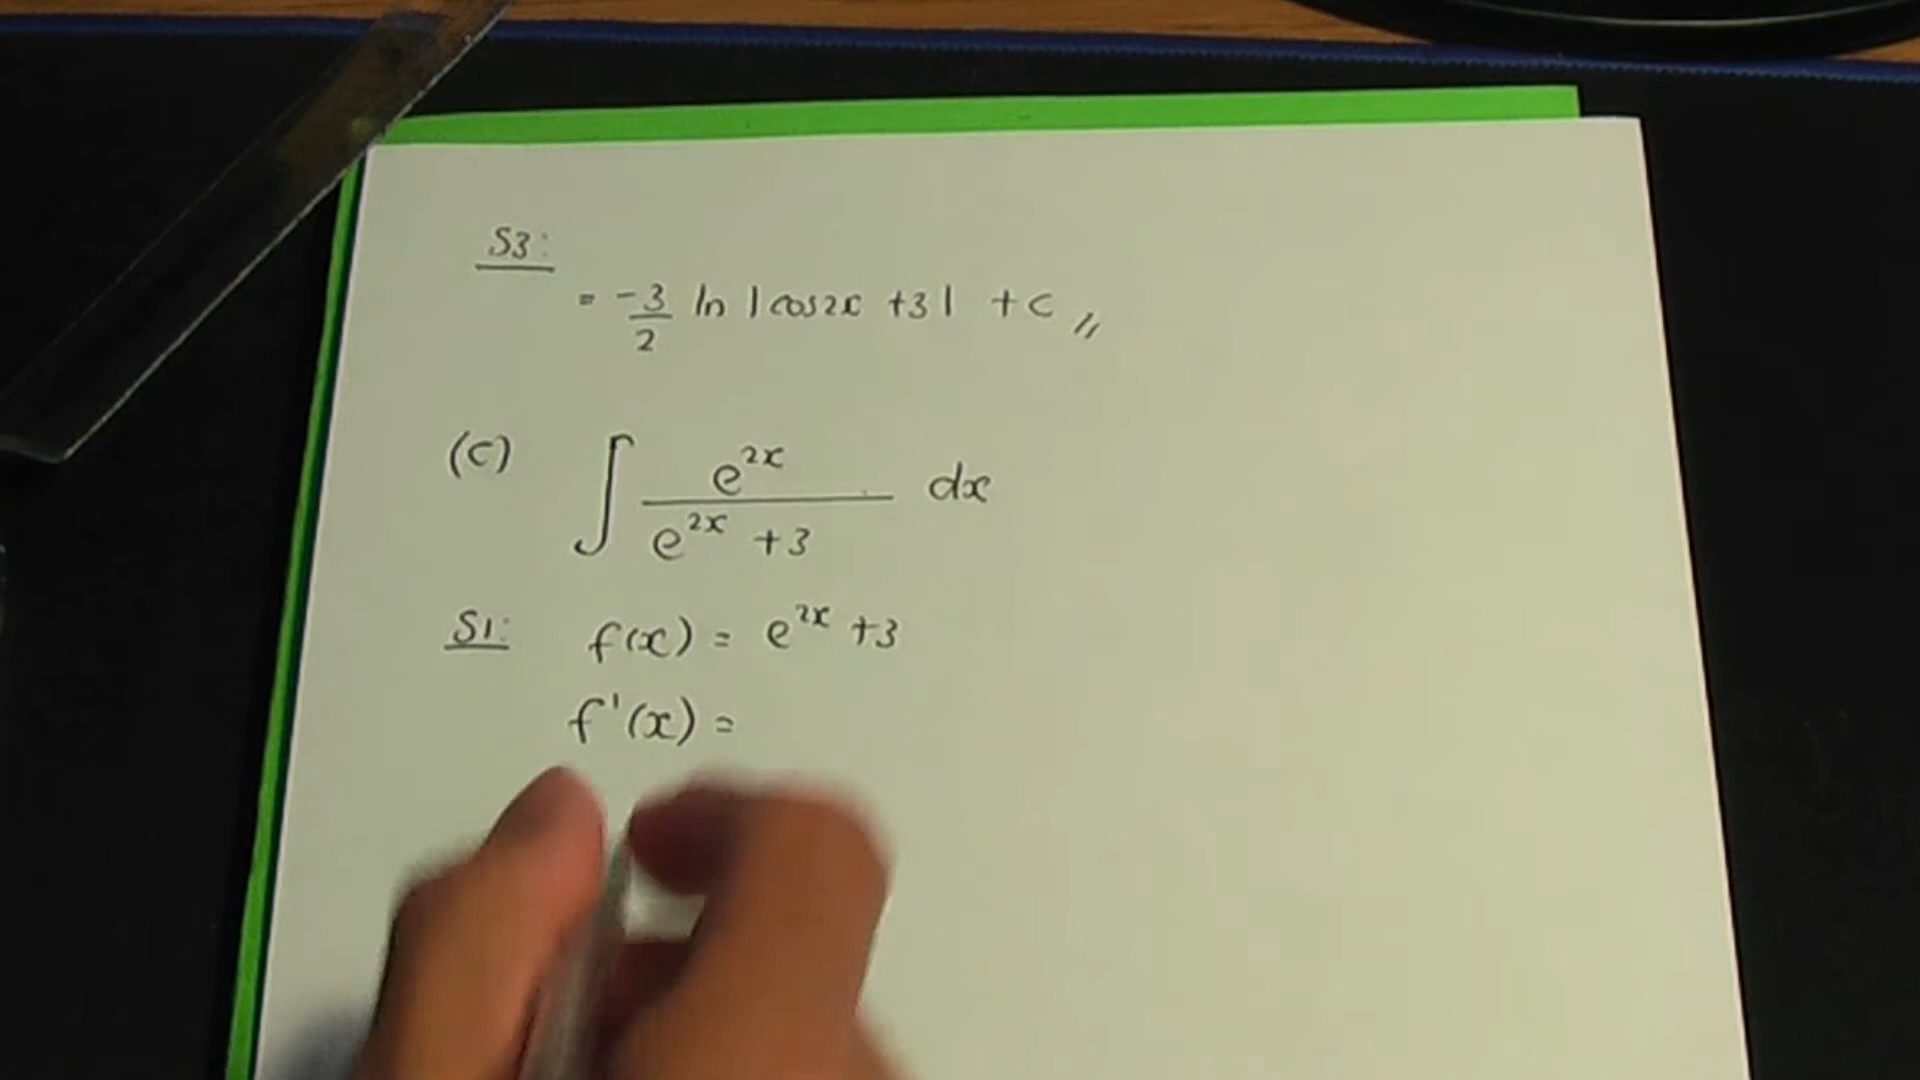 S3:
= -3/2 ln |cos2x +3| + c //
(c) ∫ e^2x / e^2x +3 dx
S1: f(x) = e^2x +3
f'(x) =